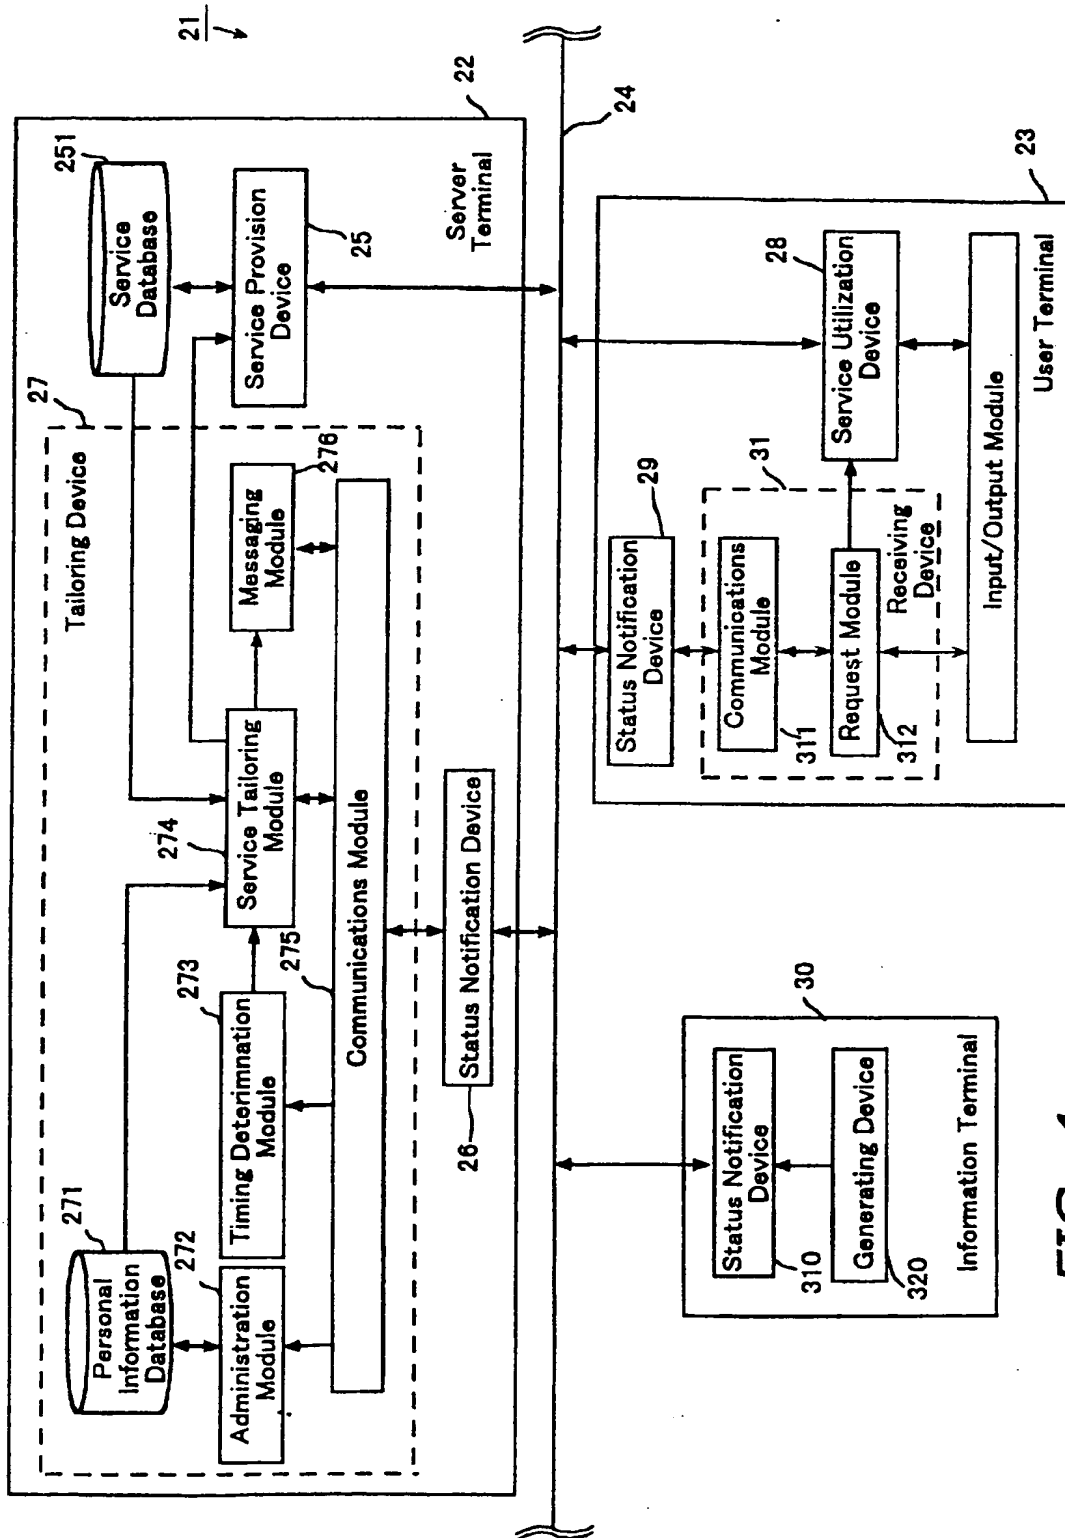 21
22
Server
Terminal
Tailoring Device
27
271
Personal
Information
Database
272
Administration
Module
273
Timing Deterimnation
Module
274
Service Tailoring
Module
276
Messaging
Module
275
Communications Module
251
Service
Database
Service Provision
Device
25
Status Notification Device
26
24
30
Status Notification
Device
310
Generating Device
320
Information Terminal
23
Status Notification
Device
29
31
Communications
Module
311
Request Module
312
Receiving
Device
28
Service Utilization
Device
Input/Output Module
User Terminal